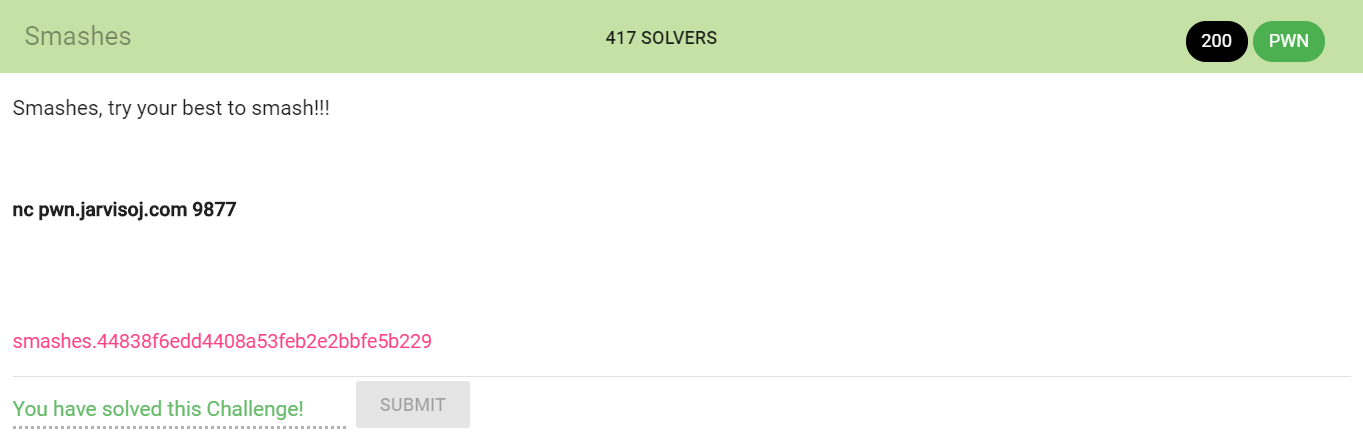 Smashes
417 SOLVERS
200
PWN
Smashes, try your best to smash!!!
nc pwn.jarvisoj.com 9877
smashes.44838f6edd4408a53feb2e2bbfe5b229
You have solved this Challenge!
SUBMIT